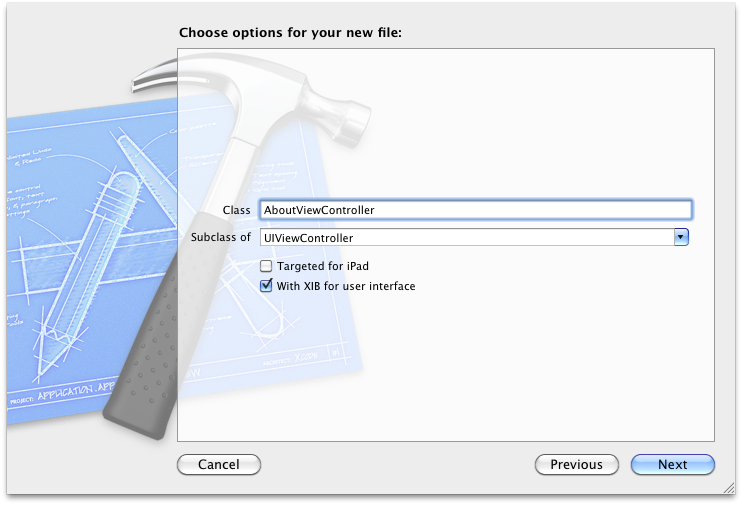 Choose options for your new file:
Class AboutViewController
Subclass of UIViewController
Targeted for iPad
With XIB for user interface
PROJECT: APPLICATION.APP
Cancel
Previous
Next